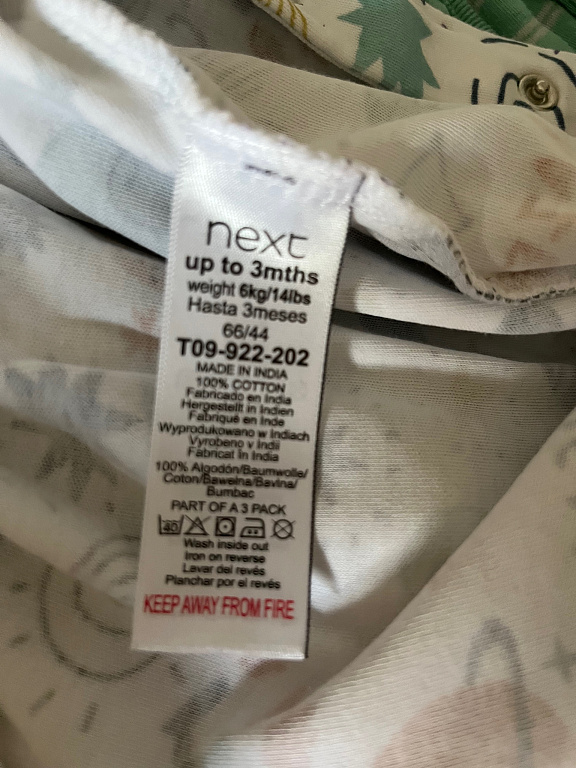 next
up to 3mths
weight 6kg/14lbs
Hasta 3meses
66/44
T09-922-202
MADE IN INDIA
100% COTTON
Fabricado en India
Hergestellt in Indien
Fabriqué en Inde
Wyprodukowano w Indiach
Vyrobeno v Indii
Fabricat în India
100% Algodón/Baumwolle/
Coton/Bawełna/Bavlna/
Bumbac
PART OF A 3 PACK
40
Wash inside out
Iron on reverse
Lavar del revés
Planchar por el revés
KEEP AWAY FROM FIRE